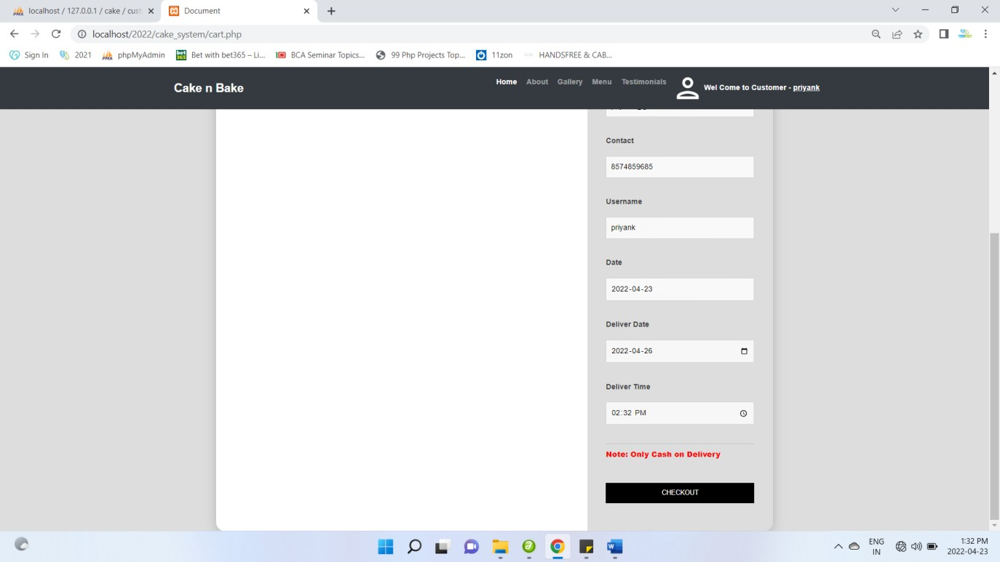 localhost / 127.0.0.1 / cake / cust
Document
localhost/2022/cake_system/cart.php
Sign In
2021
phpMyAdmin
bet365
Bet with bet365 – Li...
BCA Seminar Topics...
99 Php Projects Top...
11zon
HANDSFREE & CAB...
Cake n Bake
Home
About
Gallery
Menu
Testimonials
Wel Come to Customer - priyank
Contact
8574859685
Username
priyank
Date
2022-04-23
Deliver Date
2022-04-26
Deliver Time
02:32 PM
Note: Only Cash on Delivery
CHECKOUT
ENG
IN
1:32 PM
2022-04-23